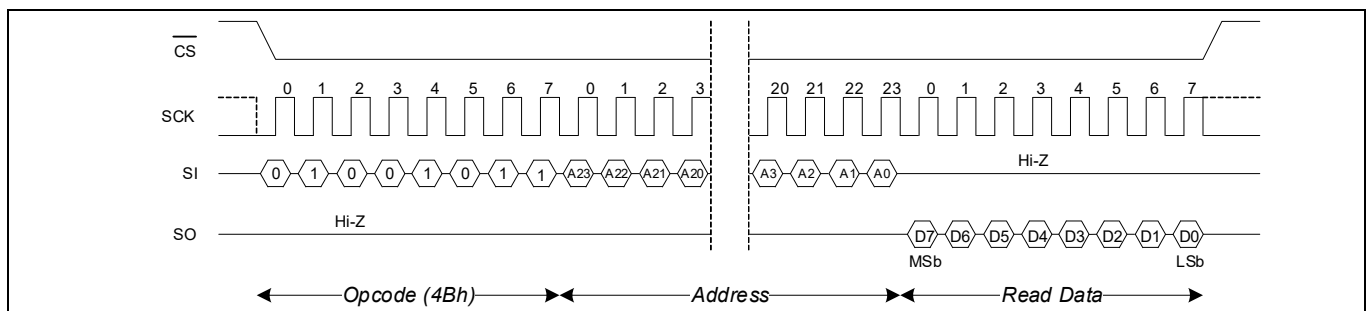 CS
0 1 2 3 4 5 6 7 0 1 2 3 20 21 22 23 0 1 2 3 4 5 6 7
SCK
SI 0 1 0 0 1 0 1 1 A23 A22 A21 A20 A3 A2 A1 A0 Hi-Z
Hi-Z
SO D7 D6 D5 D4 D3 D2 D1 D0
MSb LSb
Opcode (4Bh) Address Read Data